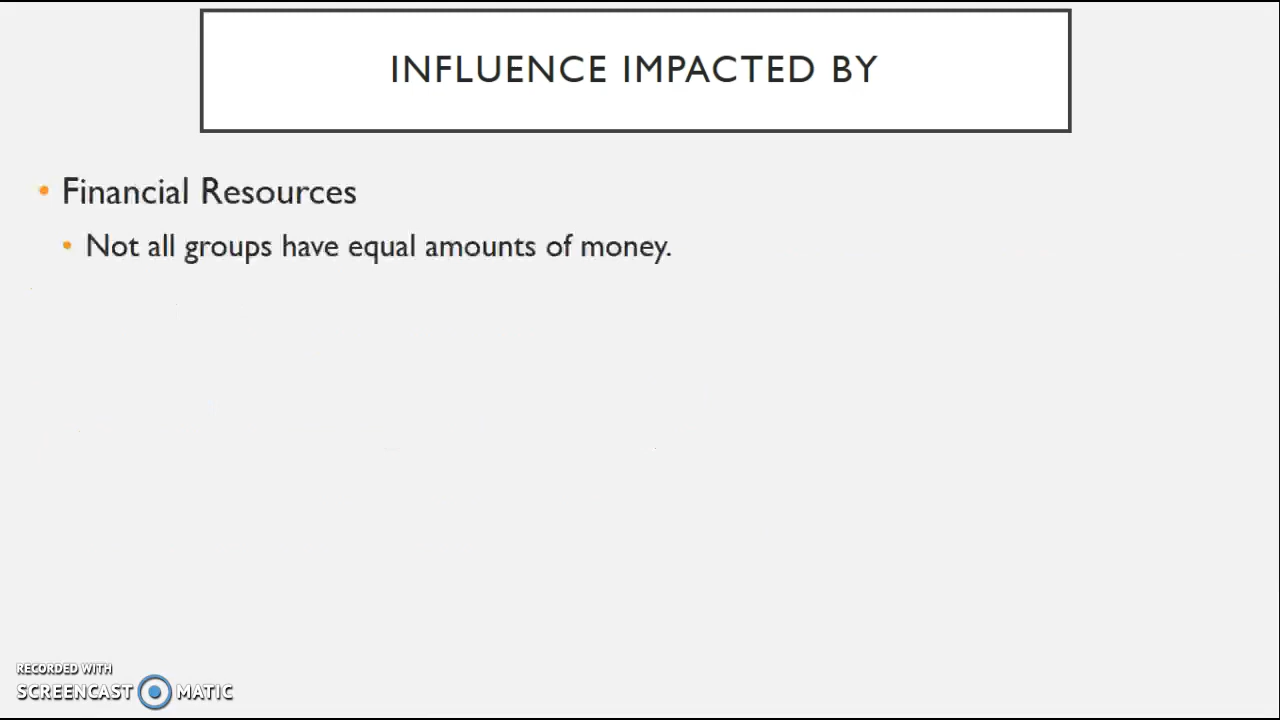 INFLUENCE IMPACTED BY
• Financial Resources
• Not all groups have equal amounts of money.
RECORDED WITH
SCREENCAST MATIC